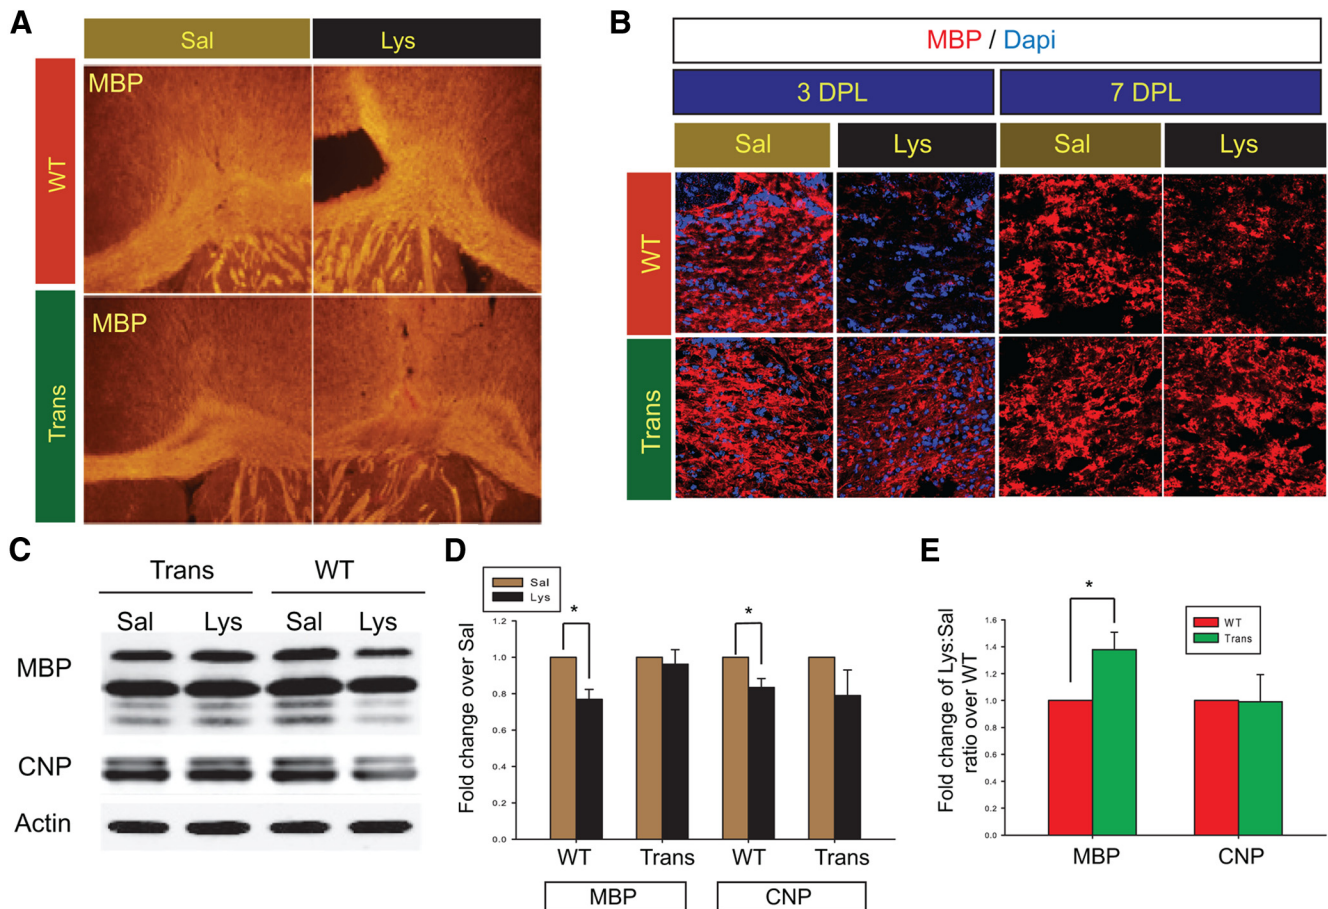 A
Sal Lys
WT
MBP
Trans
MBP
B
MBP / Dapi
3 DPL 7 DPL
Sal Lys Sal Lys
WT
Trans
C
Trans WT
Sal Lys Sal Lys
MBP
CNP
Actin
D
Sal
Lys
Fold change over Sal
1.2
1.0
0.8
0.6
0.4
0.2
0.0
*
*
WT Trans WT Trans
MBP CNP
E
WT
Trans
Fold change of Lys:Sal
ratio over WT
1.6
1.4
1.2
1.0
0.8
0.6
0.4
0.2
0.0
*
MBP CNP